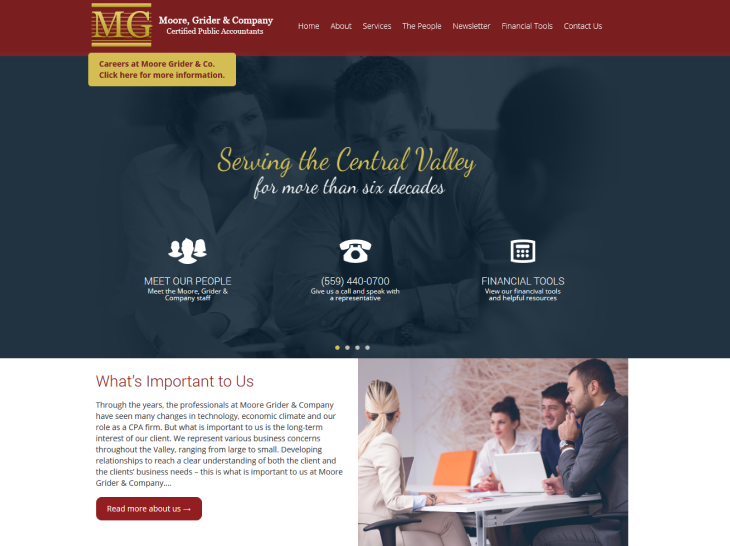 MG
Moore, Grider & Company
Certified Public Accountants
Home About Services The People Newsletter Financial Tools Contact Us
Careers at Moore Grider & Co.
Click here for more information.
Serving the Central Valley
for more than six decades
MEET OUR PEOPLE
Meet the Moore, Grider &
Company staff
(559) 440-0700
Give us a call and speak with
a representative
FINANCIAL TOOLS
View our financival tools
and helpful resources
What's Important to Us
Through the years, the professionals at Moore Grider & Company
have seen many changes in technology, economic climate and our
role as a CPA firm. But what is important to us is the long-term
interest of our client. We represent various business concerns
throughout the Valley, ranging from large to small. Developing
relationships to reach a clear understanding of both the client and
the clients' business needs – this is what is important to us at Moore
Grider & Company....
Read more about us →